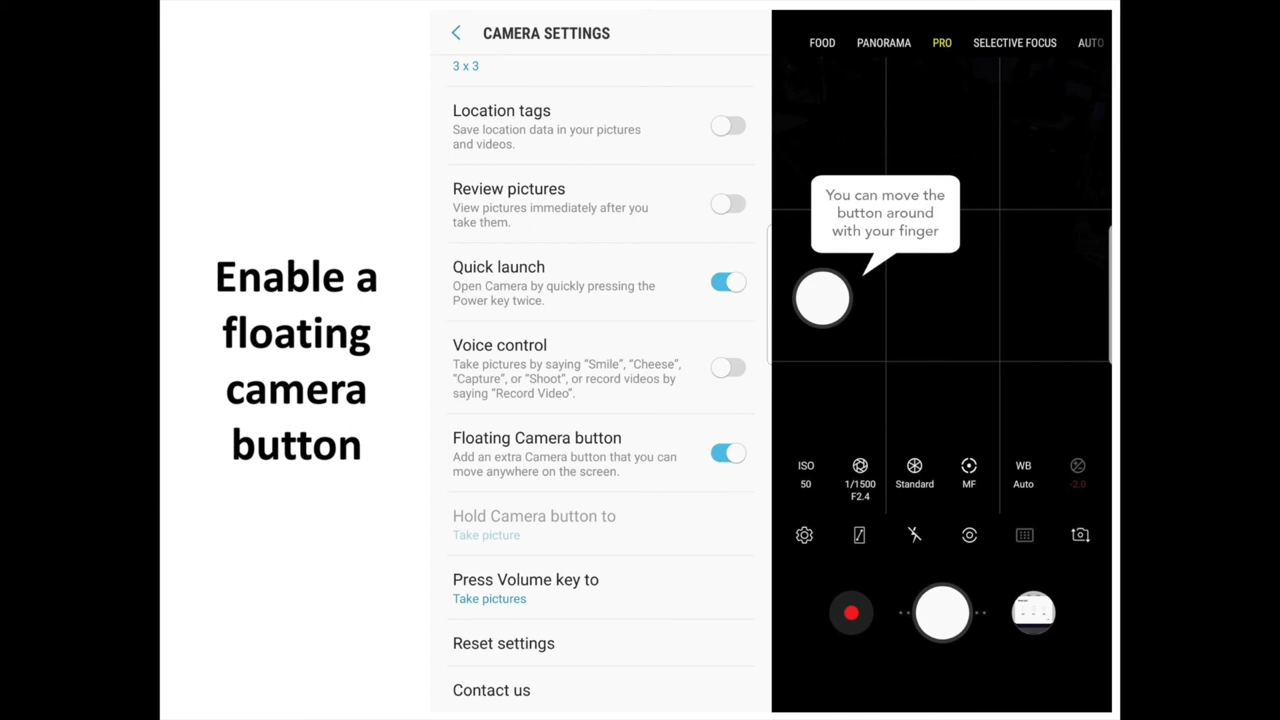 Enable a
floating
camera
button
CAMERA SETTINGS
3 x 3
Location tags
Save location data in your pictures
and videos.
Review pictures
View pictures immediately after you
take them.
Quick launch
Open Camera by quickly pressing the
Power key twice.
Voice control
Take pictures by saying “Smile”, “Cheese”,
“Capture”, or “Shoot”, or record videos by
saying “Record Video”.
Floating Camera button
Add an extra Camera button that you can
move anywhere on the screen.
Hold Camera button to
Take picture
Press Volume key to
Take pictures
Reset settings
Contact us
FOOD PANORAMA PRO SELECTIVE FOCUS AUTO
You can move the
button around
with your finger
ISO WB
50 1/1500 Standard MF Auto -2.0
F2.4